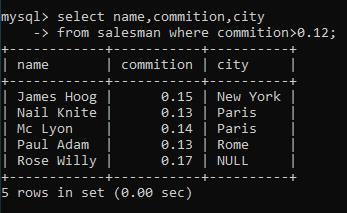 mysql> select name,commition,city
    -> from salesman where commition>0.12;
+------------+-----------+----------+
| name       | commition | city     |
+------------+-----------+----------+
| James Hoog |      0.15 | New York |
| Nail Knite |      0.13 | Paris    |
| Mc Lyon    |      0.14 | Paris    |
| Paul Adam  |      0.13 | Rome     |
| Rose Willy |      0.17 | NULL     |
+------------+-----------+----------+
5 rows in set (0.00 sec)